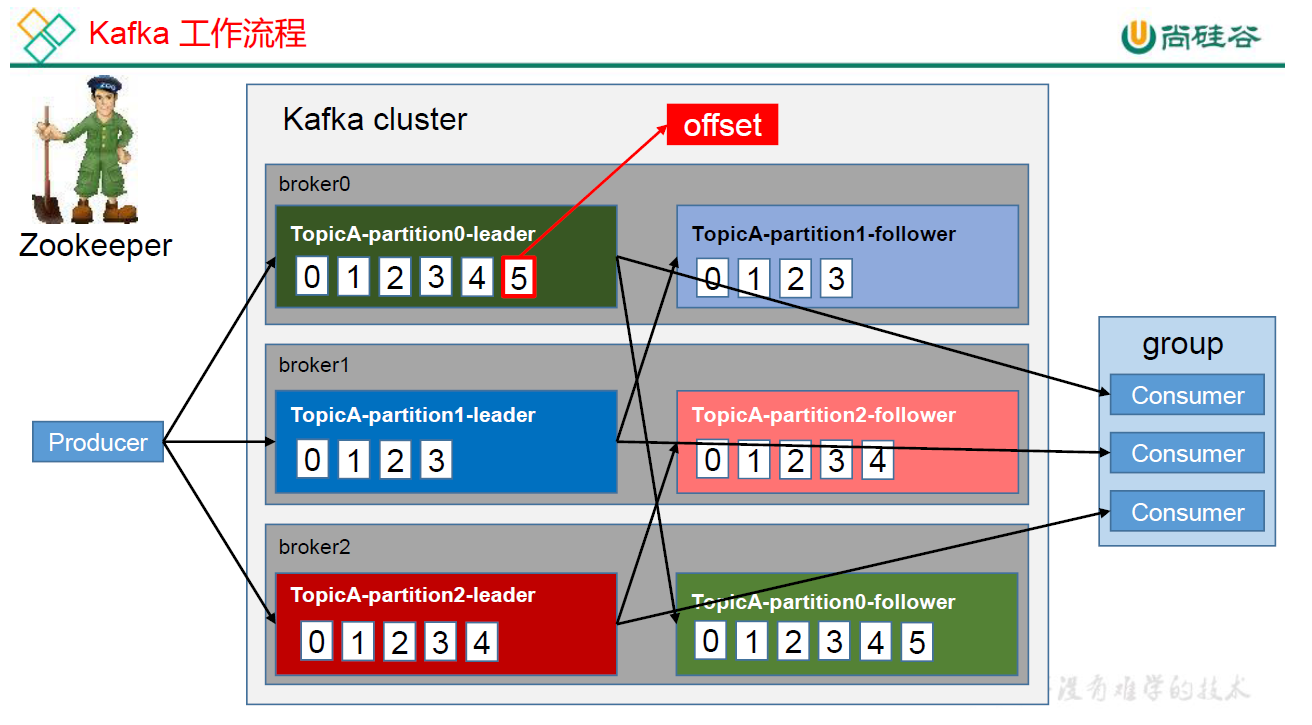 Kafka 工作流程
尚硅谷
ZOO
Zookeeper
Kafka cluster
offset
broker0
TopicA-partition0-leader
0 1 2 3 4 5
TopicA-partition1-follower
0 1 2 3
broker1
TopicA-partition1-leader
0 1 2 3
TopicA-partition2-follower
0 1 2 3 4
broker2
TopicA-partition2-leader
0 1 2 3 4
TopicA-partition0-follower
0 1 2 3 4 5
Producer
group
Consumer
Consumer
Consumer
没有难学的技术